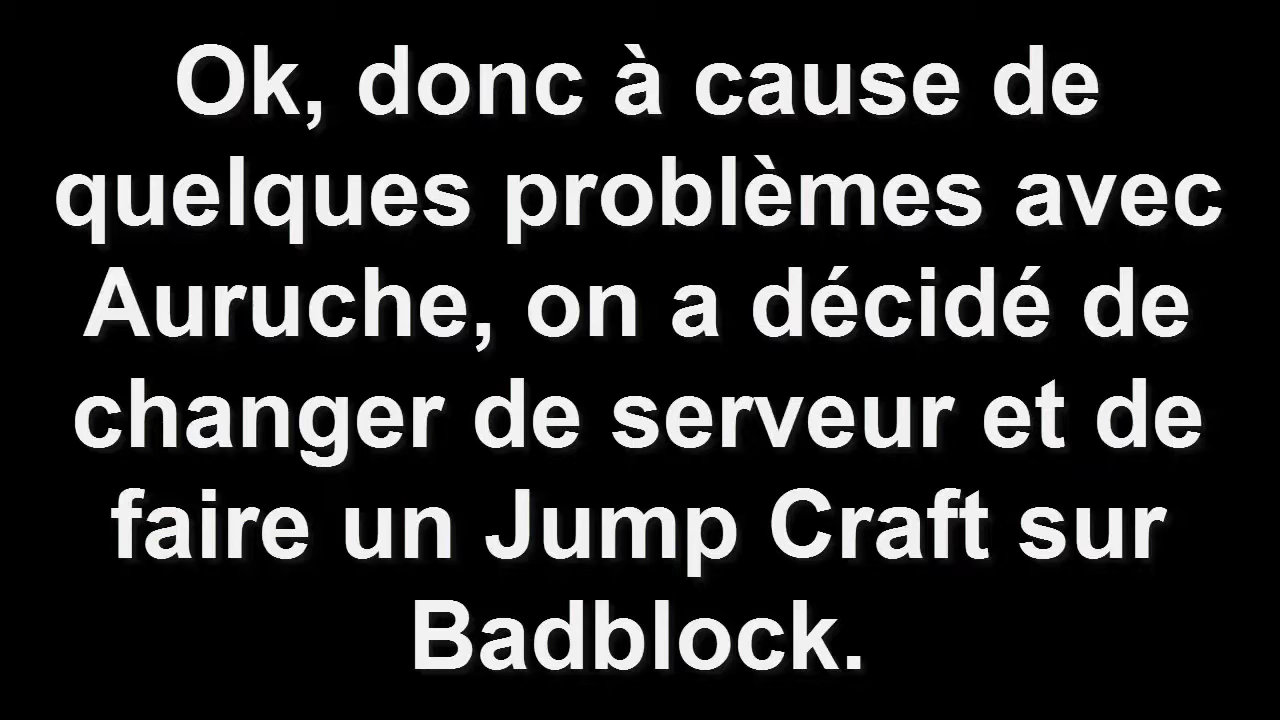 Ok, donc à cause de
quelques problèmes avec
Auruche, on a décidé de
changer de serveur et de
faire un Jump Craft sur
Badblock.